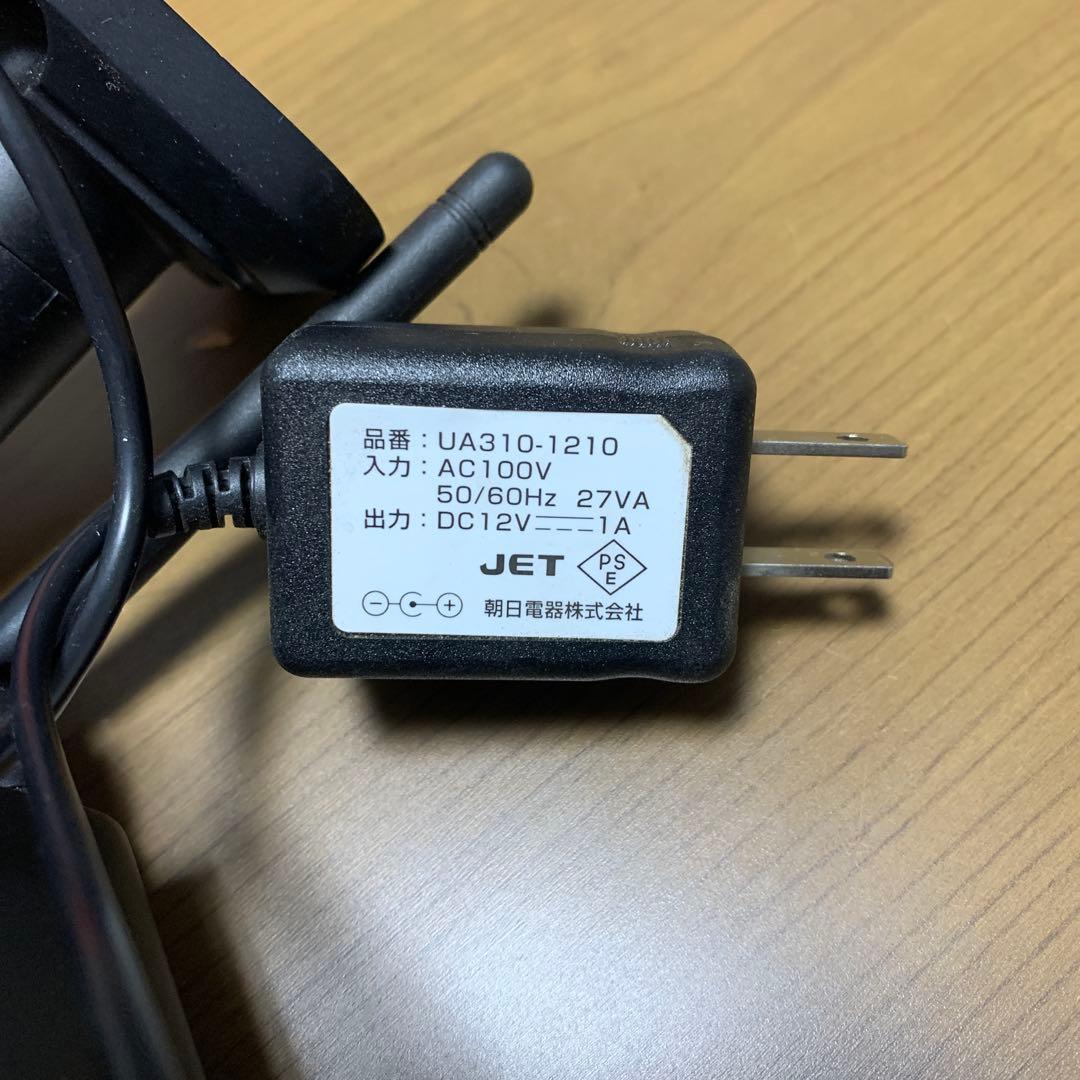 品番：UA310-1210
入力：AC100V
50/60Hz 27VA
出力：DC12V⎓1A
JET PSE
朝日電器株式会社